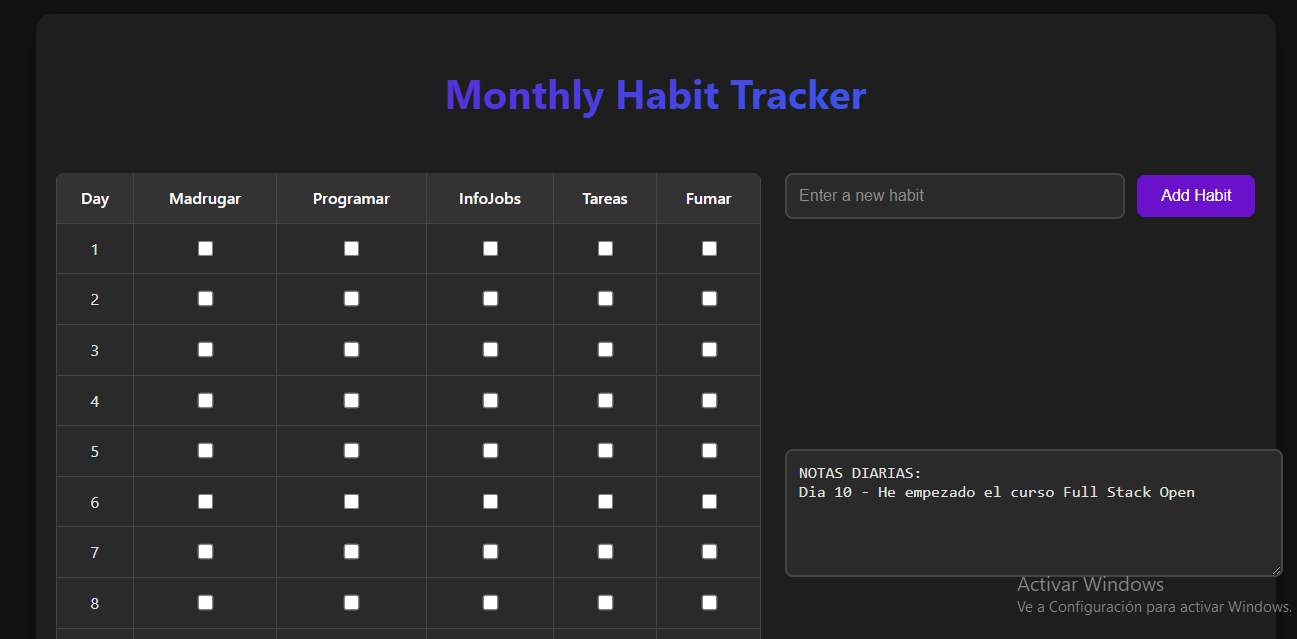 Monthly Habit Tracker
Day Madrugar Programar InfoJobs Tareas Fumar
Enter a new habit Add Habit
1
2
3
4
5
NOTAS DIARIAS:
Dia 10 - He empezado el curso Full Stack Open
6
7
8
Activar Windows
Ve a Configuración para activar Windows.